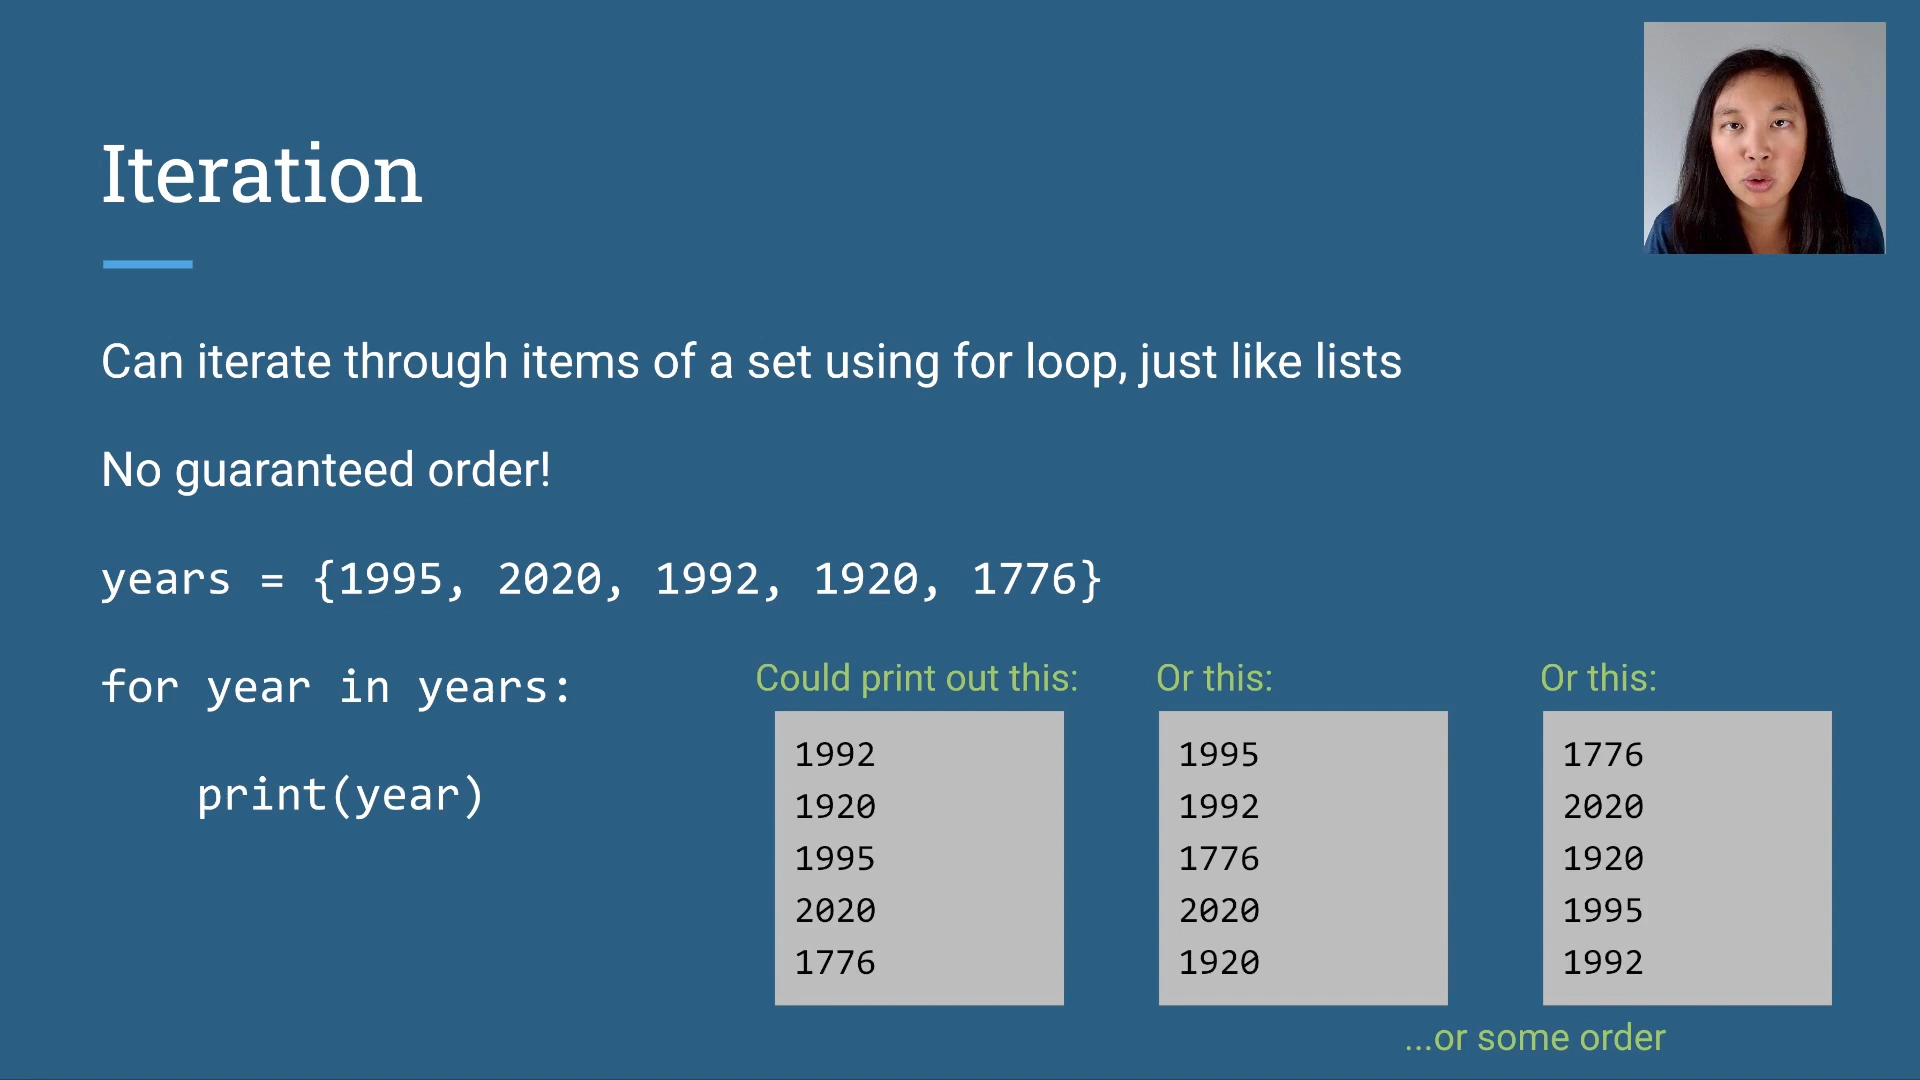 Iteration
Can iterate through items of a set using for loop, just like lists
No guaranteed order!
years = {1995, 2020, 1992, 1920, 1776}
for year in years:
print(year)
Could print out this:
1992
1920
1995
2020
1776
Or this:
1995
1992
1776
2020
1920
Or this:
1776
2020
1920
1995
1992
...or some order